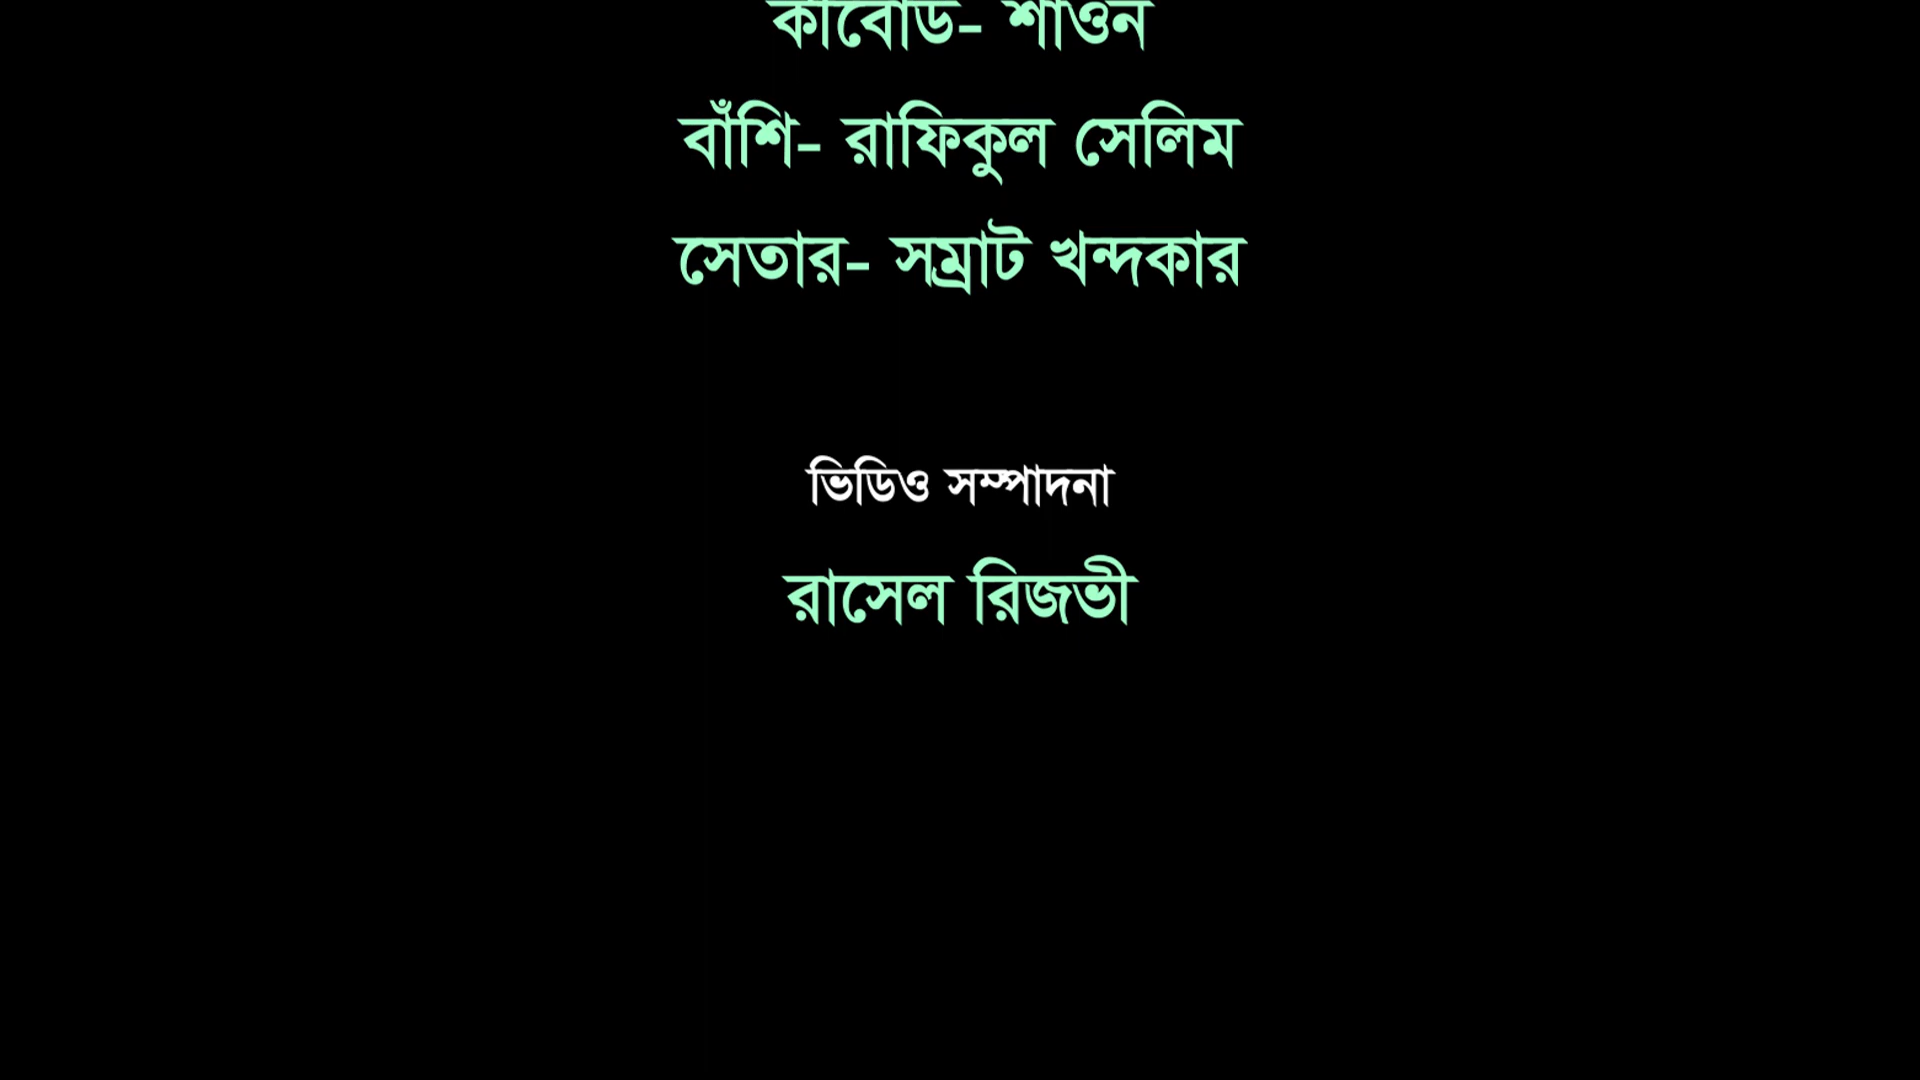 শাওন
বাঁশি- রাফিকুল সেলিম
সেতার- সম্রাট খন্দকার
ভিডিও সম্পাদনা
রাসেল রিজভী